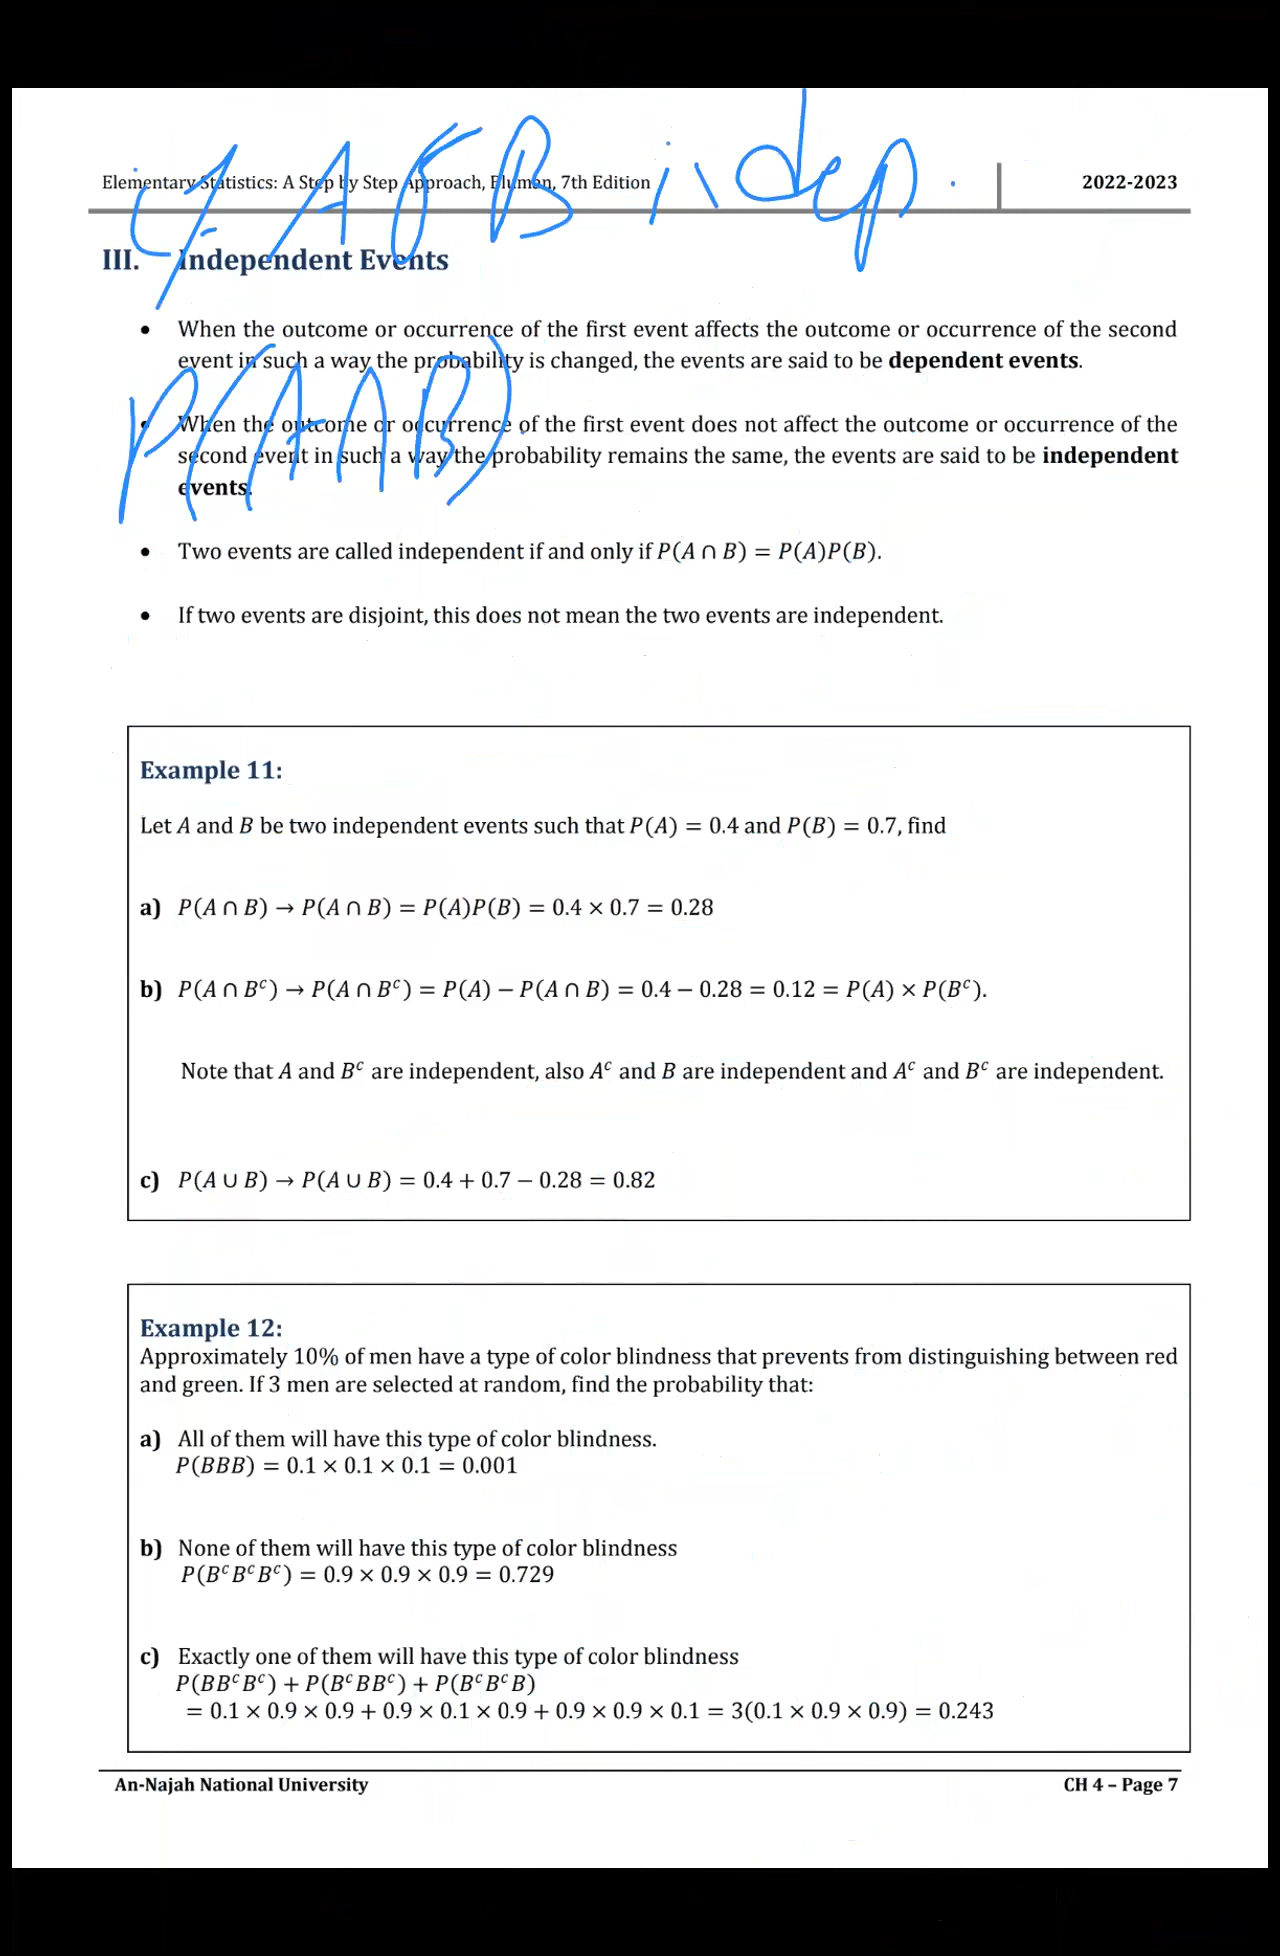 Elementary Statistics: A Step by Step Approach, Bluman, 7th Edition
2022-2023
if A & B indep.
III. Independent Events
• When the outcome or occurrence of the first event affects the outcome or occurrence of the second
event in such a way the probability is changed, the events are said to be dependent events.
P(A∩B)
• When the outcome or occurrence of the first event does not affect the outcome or occurrence of the
second event in such a way the probability remains the same, the events are said to be independent
events.
• Two events are called independent if and only if P(A ∩ B) = P(A)P(B).
• If two events are disjoint, this does not mean the two events are independent.
Example 11:
Let A and B be two independent events such that P(A) = 0.4 and P(B) = 0.7, find
a) P(A ∩ B) → P(A ∩ B) = P(A)P(B) = 0.4 × 0.7 = 0.28
b) P(A ∩ Bᶜ) → P(A ∩ Bᶜ) = P(A) − P(A ∩ B) = 0.4 − 0.28 = 0.12 = P(A) × P(Bᶜ).
Note that A and Bᶜ are independent, also Aᶜ and B are independent and Aᶜ and Bᶜ are independent.
c) P(A ∪ B) → P(A ∪ B) = 0.4 + 0.7 − 0.28 = 0.82
Example 12:
Approximately 10% of men have a type of color blindness that prevents from distinguishing between red
and green. If 3 men are selected at random, find the probability that:
a) All of them will have this type of color blindness.
P(BBB) = 0.1 × 0.1 × 0.1 = 0.001
b) None of them will have this type of color blindness
P(BᶜBᶜBᶜ) = 0.9 × 0.9 × 0.9 = 0.729
c) Exactly one of them will have this type of color blindness
P(BBᶜBᶜ) + P(BᶜBBᶜ) + P(BᶜBᶜB)
= 0.1 × 0.9 × 0.9 + 0.9 × 0.1 × 0.9 + 0.9 × 0.9 × 0.1 = 3(0.1 × 0.9 × 0.9) = 0.243
An-Najah National University
CH 4 – Page 7